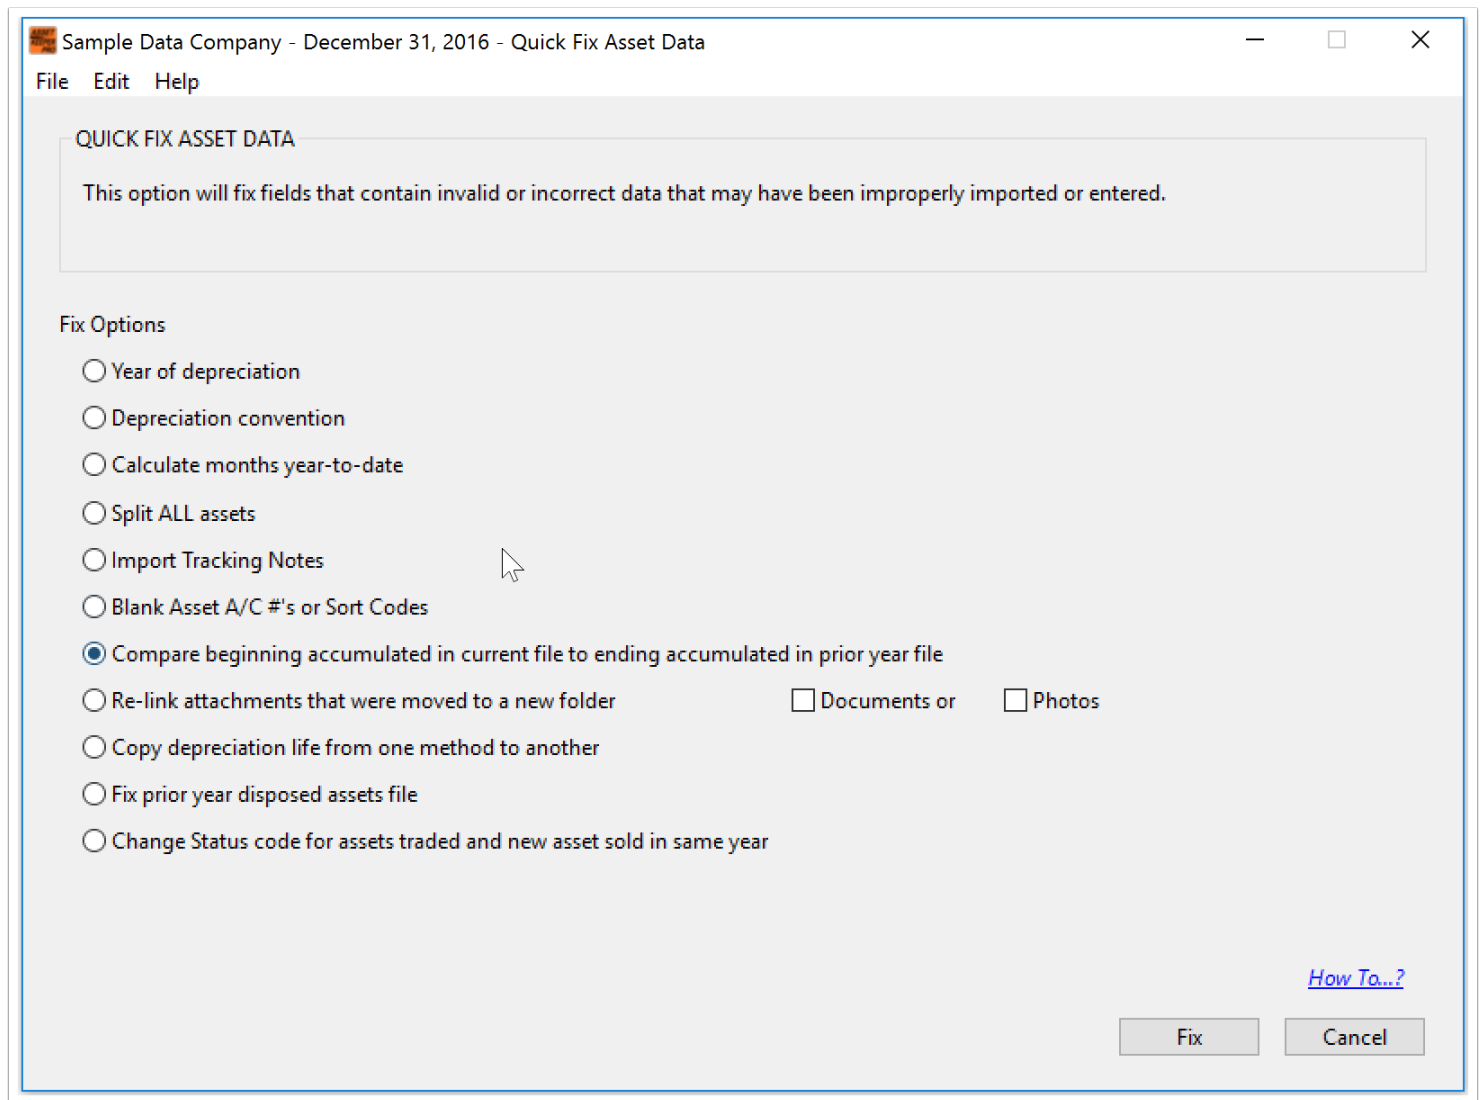 ASSET KEEPER PRO
Sample Data Company - December 31, 2016 - Quick Fix Asset Data
File Edit Help
QUICK FIX ASSET DATA
This option will fix fields that contain invalid or incorrect data that may have been improperly imported or entered.
Fix Options
Year of depreciation
Depreciation convention
Calculate months year-to-date
Split ALL assets
Import Tracking Notes
Blank Asset A/C #'s or Sort Codes
Compare beginning accumulated in current file to ending accumulated in prior year file
Re-link attachments that were moved to a new folder Documents or Photos
Copy depreciation life from one method to another
Fix prior year disposed assets file
Change Status code for assets traded and new asset sold in same year
How To...?
Fix Cancel